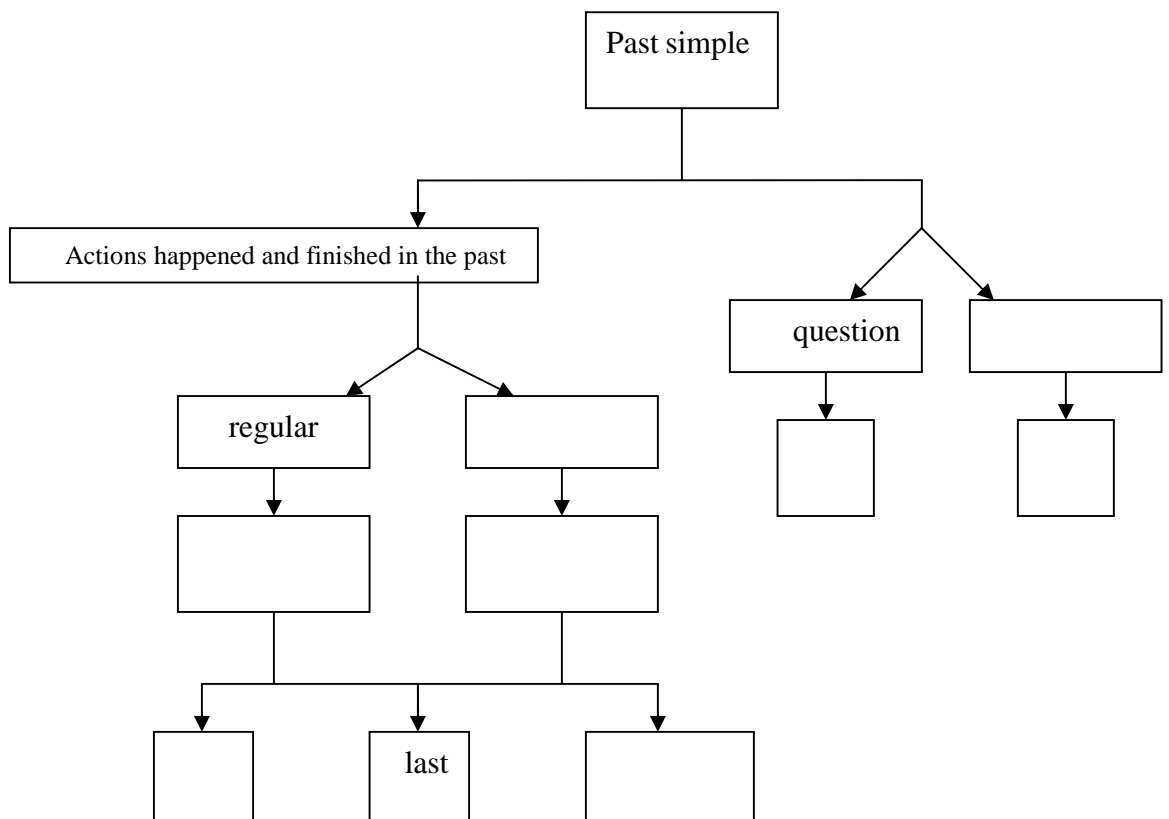 Past simple
Actions happened and finished in the past
question
regular
last